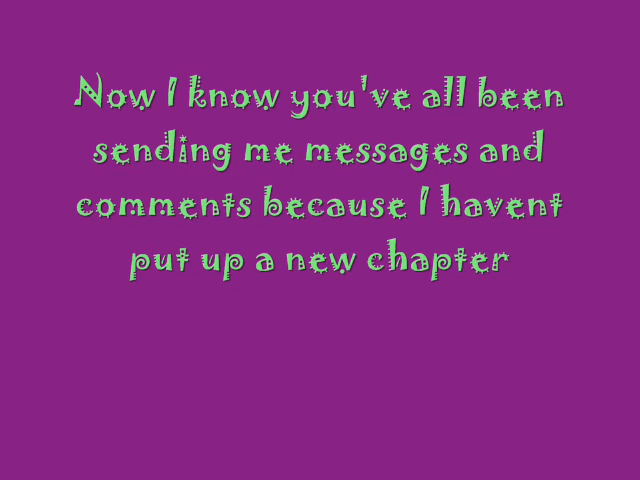 Now I know you've all been
sending me messages and
comments because I havent
put up a new chapter